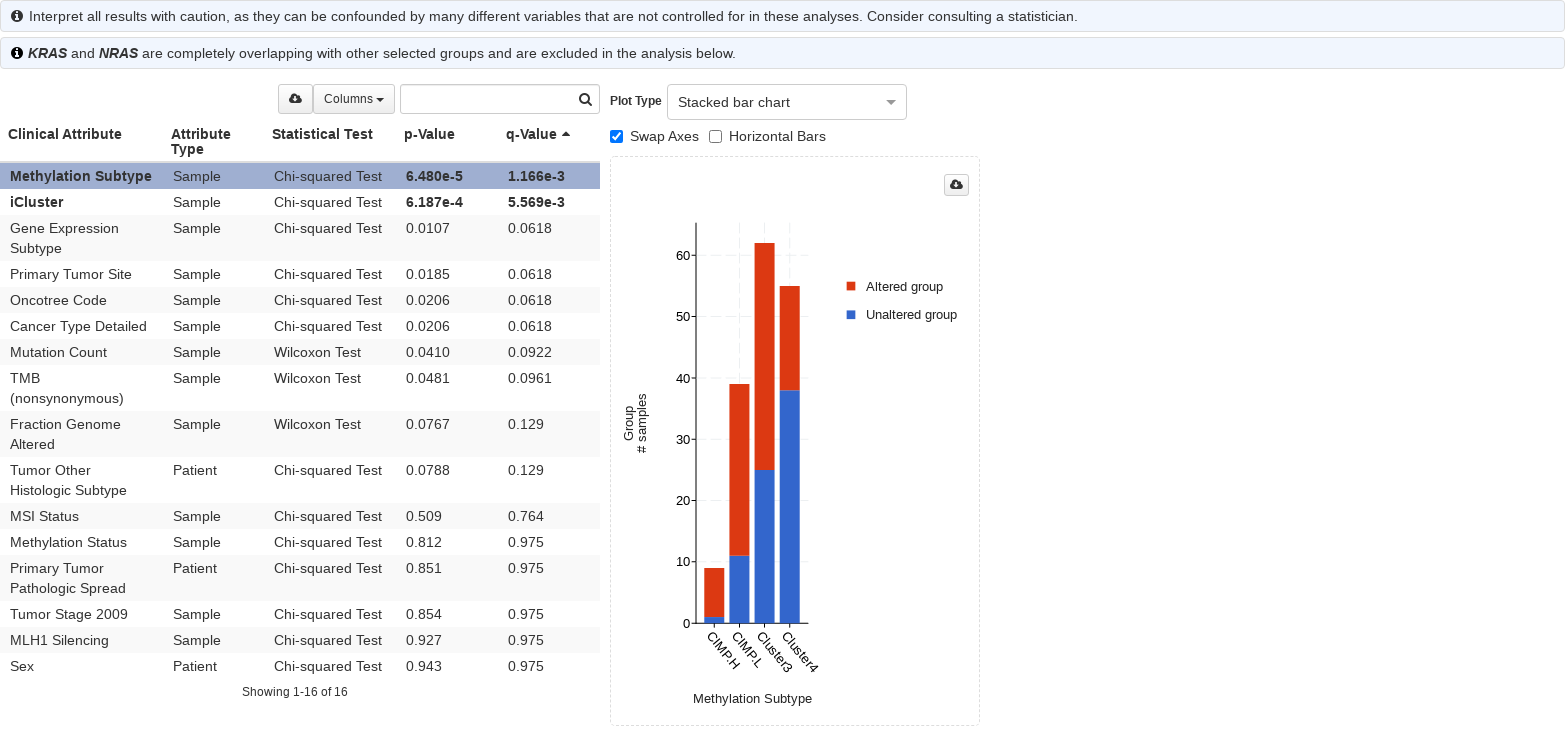 Interpret all results with caution, as they can be confounded by many different variables that are not controlled for in these analyses. Consider consulting a statistician.
KRAS and NRAS are completely overlapping with other selected groups and are excluded in the analysis below.
Columns
Clinical Attribute Attribute Type Statistical Test p-Value q-Value
Methylation Subtype Sample Chi-squared Test 6.480e-5 1.166e-3
iCluster Sample Chi-squared Test 6.187e-4 5.569e-3
Gene Expression Subtype Sample Chi-squared Test 0.0107 0.0618
Primary Tumor Site Sample Chi-squared Test 0.0185 0.0618
Oncotree Code Sample Chi-squared Test 0.0206 0.0618
Cancer Type Detailed Sample Chi-squared Test 0.0206 0.0618
Mutation Count Sample Wilcoxon Test 0.0410 0.0922
TMB (nonsynonymous) Sample Wilcoxon Test 0.0481 0.0961
Fraction Genome Altered Sample Wilcoxon Test 0.0767 0.129
Tumor Other Histologic Subtype Patient Chi-squared Test 0.0788 0.129
MSI Status Sample Chi-squared Test 0.509 0.764
Methylation Status Sample Chi-squared Test 0.812 0.975
Primary Tumor Pathologic Spread Patient Chi-squared Test 0.851 0.975
Tumor Stage 2009 Sample Chi-squared Test 0.854 0.975
MLH1 Silencing Sample Chi-squared Test 0.927 0.975
Sex Patient Chi-squared Test 0.943 0.975
Showing 1-16 of 16
Plot Type Stacked bar chart
Swap Axes Horizontal Bars
60
50
40
30
20
10
0
Group
# samples
CIMP.H
CIMP.L
Cluster3
Cluster4
Methylation Subtype
Altered group
Unaltered group